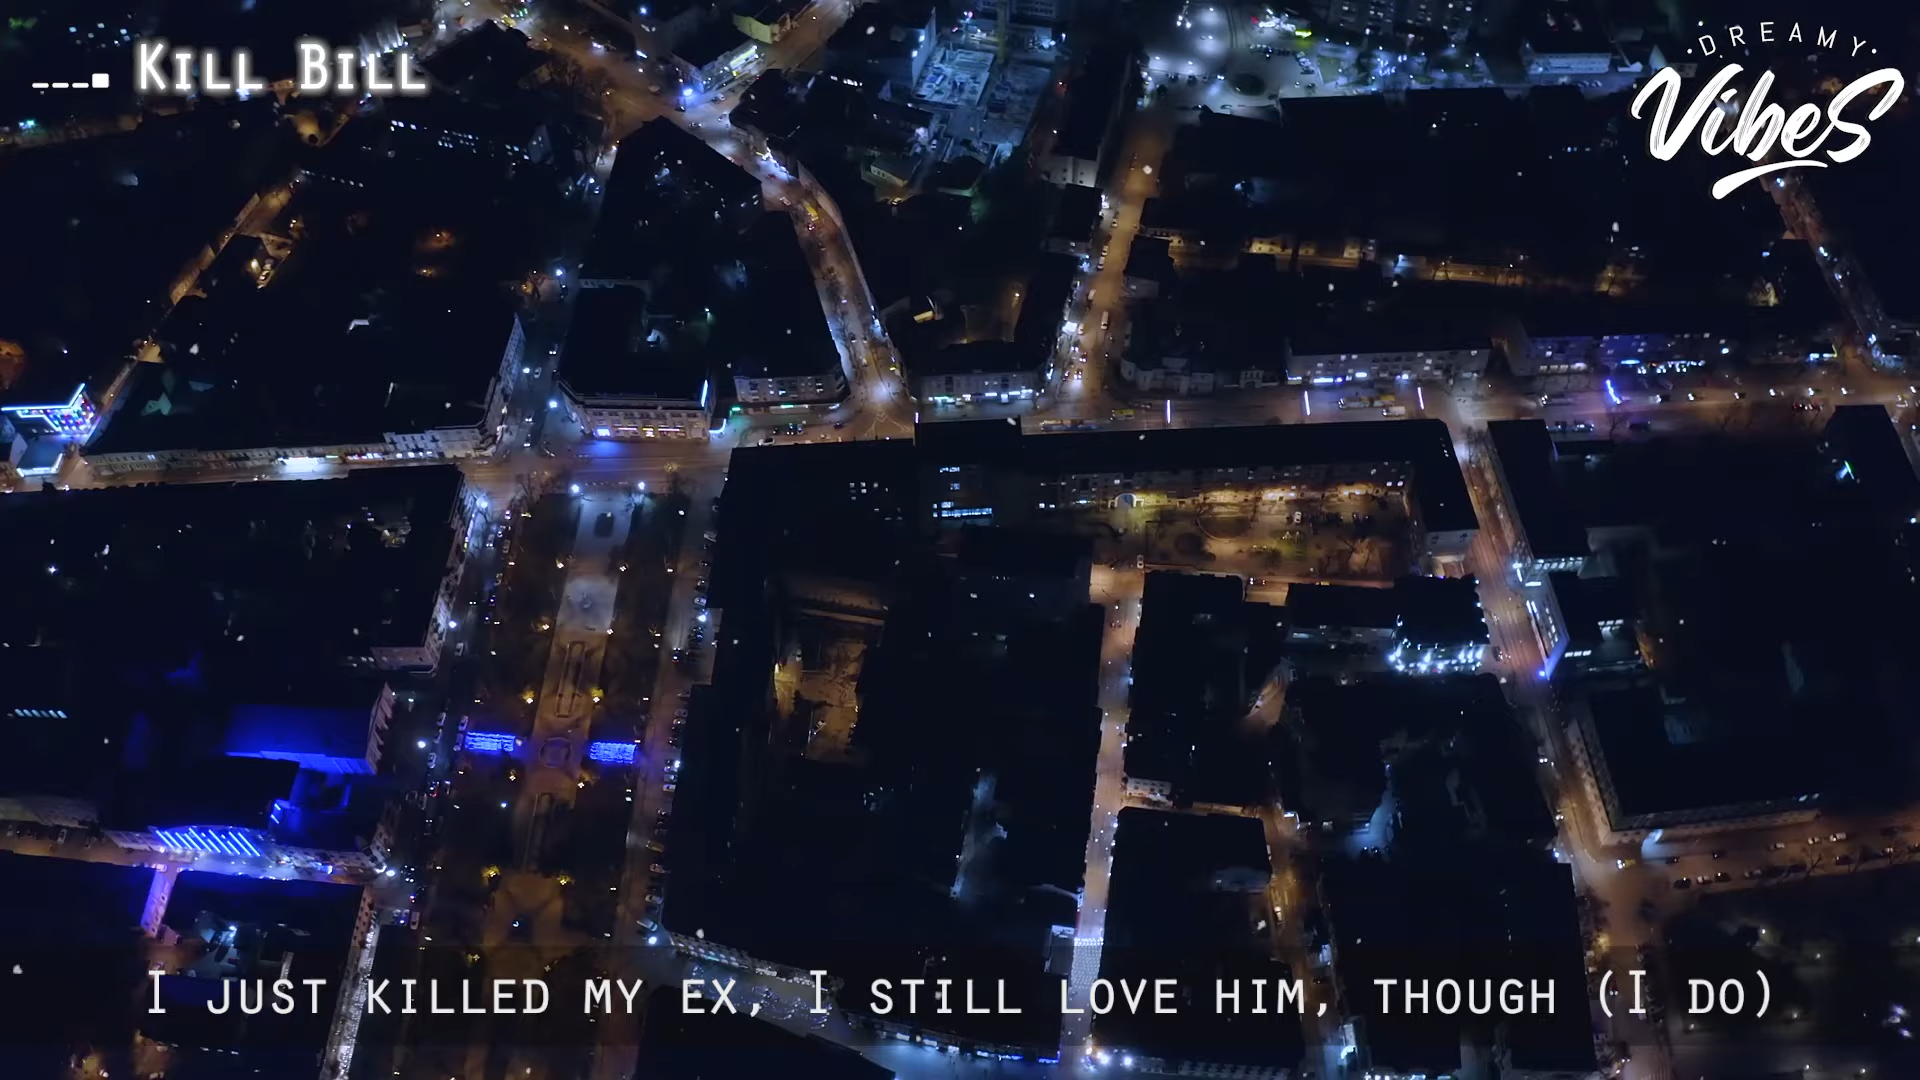 Kill Bill
DREAMY
Vibes
I JUST KILLED MY EX, I STILL LOVE HIM, THOUGH (I DO)